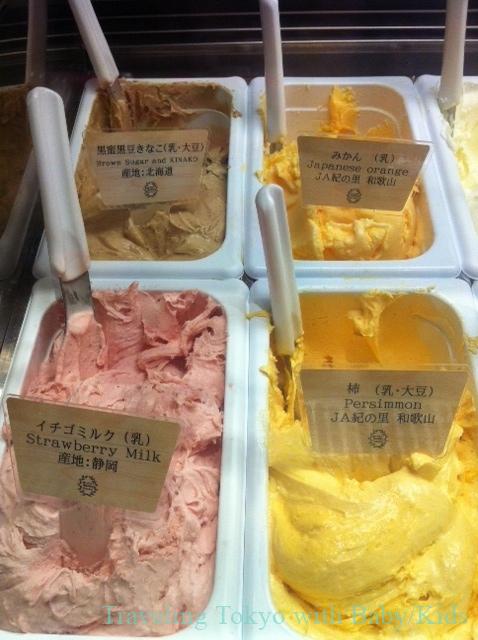 黒蜜黒豆きなこ(乳・大豆)
Brown Sugar and KINAKO
産地:北海道
みかん (乳)
Japanese orange
JA紀の里 和歌山
イチゴミルク(乳)
Strawberry Milk
産地:静岡
柿 (乳・大豆)
Persimmon
JA紀の里 和歌山
Traveling Tokyo with Baby/Kids